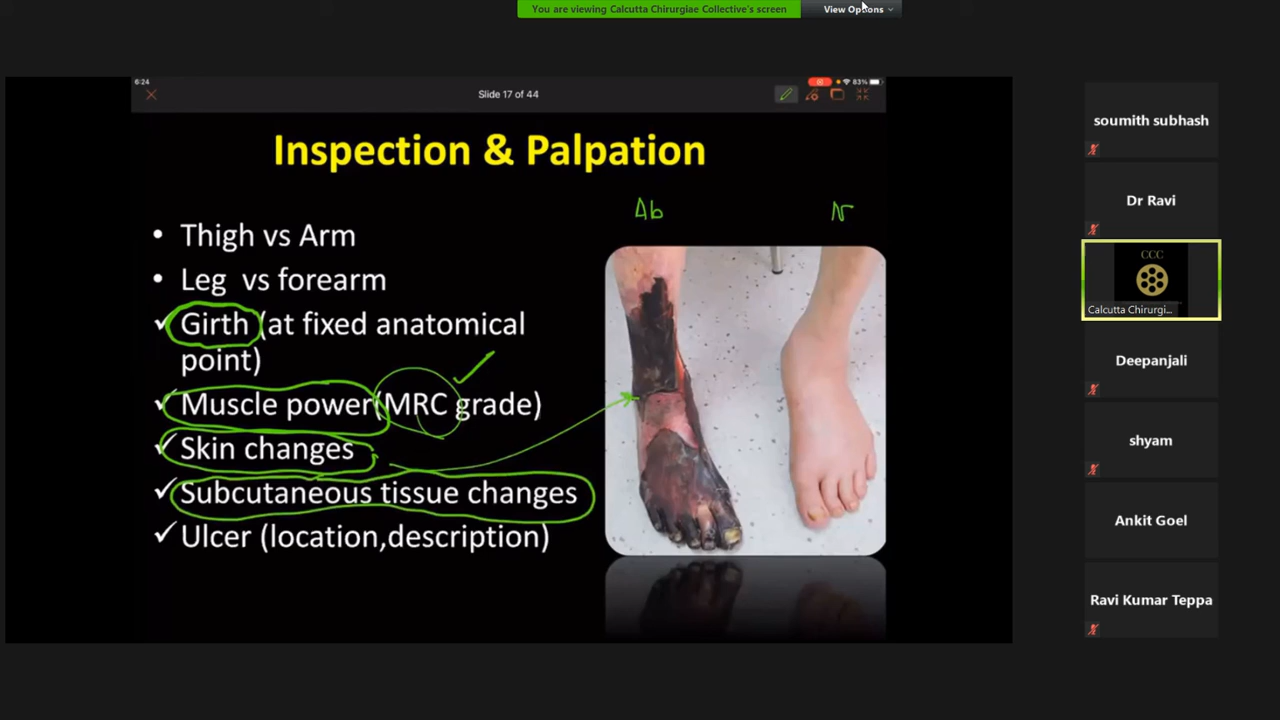 You are viewing Calcutta Chirurgiae Collective's screen
View Options
6:24
83%
Slide 17 of 44
Inspection & Palpation
Ab
N
• Thigh vs Arm
• Leg vs forearm
✓ Girth (at fixed anatomical
point)
✓ Muscle power(MRC grade)
✓ Skin changes
✓ Subcutaneous tissue changes
✓ Ulcer (location,description)
soumith subhash
Dr Ravi
CCC
Calcutta Chirurgi...
Deepanjali
shyam
Ankit Goel
Ravi Kumar Teppa